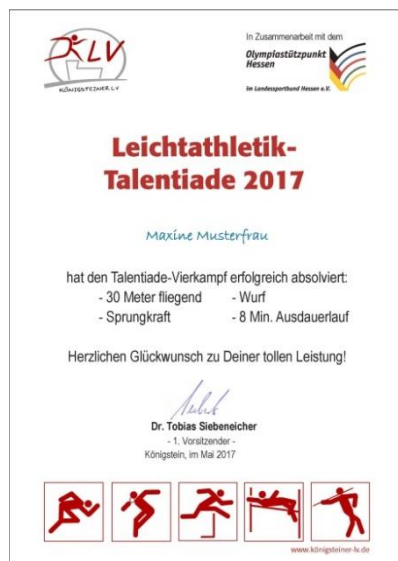 KLV
KÖNIGSTEINER LV
In Zusammenarbeit mit dem
Olympiastützpunkt
Hessen
im Landessportbund Hessen e.V.
Leichtathletik-
Talentiade 2017
Maxine Musterfrau
hat den Talentiade-Vierkampf erfolgreich absolviert:
- 30 Meter fliegend - Wurf
- Sprungkraft - 8 Min. Ausdauerlauf
Herzlichen Glückwunsch zu Deiner tollen Leistung!
Dr. Tobias Siebeneicher
- 1. Vorsitzender -
Königstein, im Mai 2017
www.königsteiner-lv.de